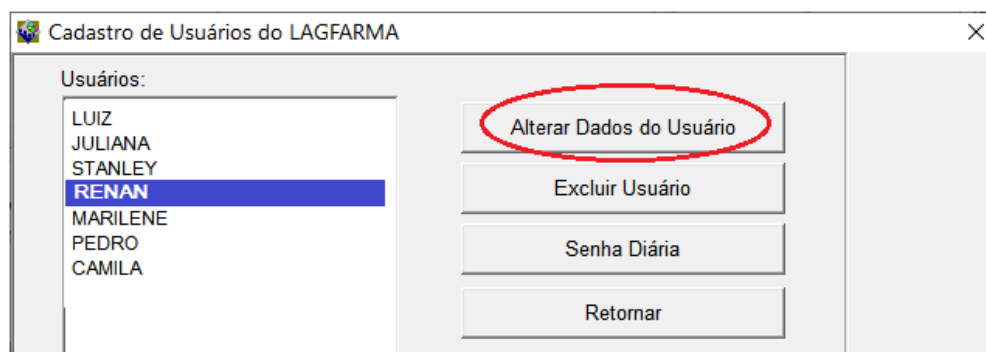 Cadastro de Usuários do LAGFARMA
Usuários:
LUIZ
JULIANA
STANLEY
RENAN
MARILENE
PEDRO
CAMILA
Alterar Dados do Usuário
Excluir Usuário
Senha Diária
Retornar